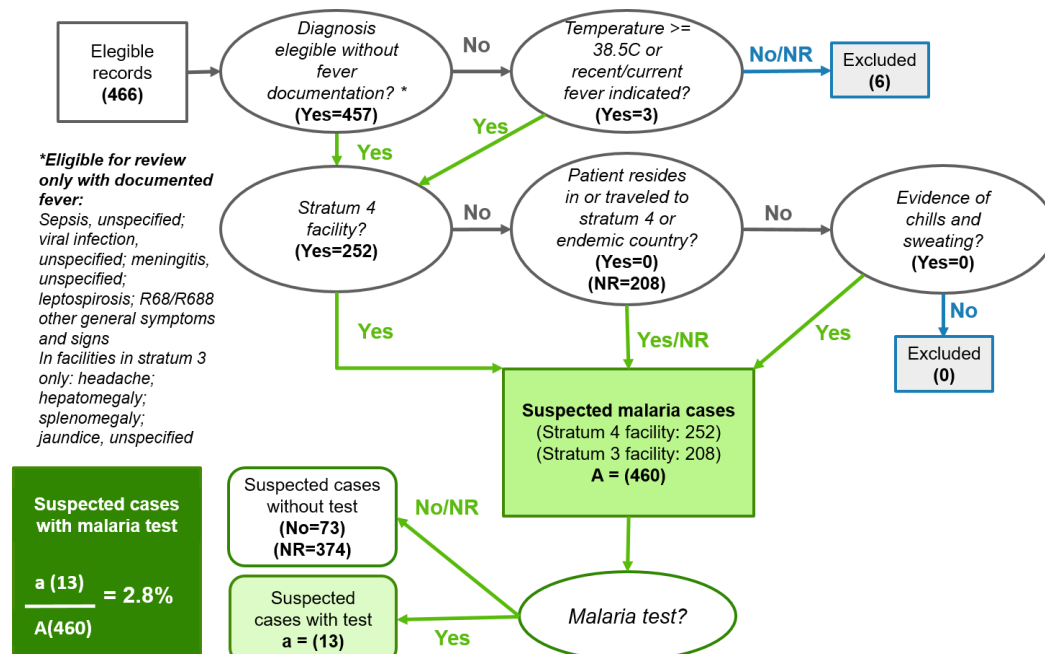 Elegible
records
(466)
Diagnosis
elegible without
fever
documentation? *
(Yes=457)
No
Temperature >=
38.5C or
recent/current
fever indicated?
(Yes=3)
No/NR
Excluded
(6)
Yes
Yes
*Eligible for review
only with documented
fever:
Sepsis, unspecified;
viral infection,
unspecified; meningitis,
unspecified;
leptospirosis; R68/R688
other general symptoms
and signs
In facilities in stratum 3
only: headache;
hepatomegaly;
splenomegaly;
jaundice, unspecified
Stratum 4
facility?
(Yes=252)
No
Patient resides
in or traveled to
stratum 4 or
endemic country?
(Yes=0)
(NR=208)
No
Evidence of
chills and
sweating?
(Yes=0)
Yes
Yes/NR
Yes
No
Excluded
(0)
Suspected malaria cases
(Stratum 4 facility: 252)
(Stratum 3 facility: 208)
A = (460)
Suspected cases
with malaria test
a (13)
= 2.8%
A(460)
Suspected cases
without test
(No=73)
(NR=374)
No/NR
Suspected
cases with test
a = (13)
Yes
Malaria test?